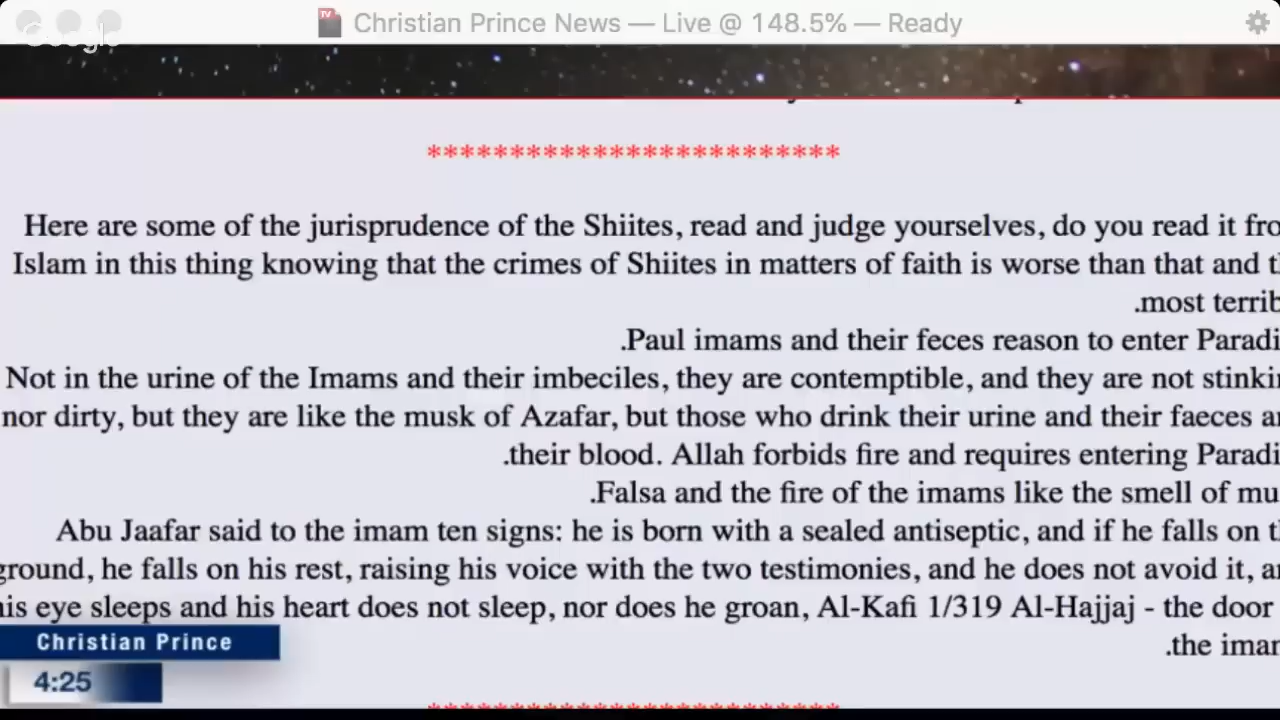 TV
Christian Prince News — Live @ 148.5% — Ready
Google
************************
Here are some of the jurisprudence of the Shiites, read and judge yourselves, do you read it fro
Islam in this thing knowing that the crimes of Shiites in matters of faith is worse than that and t
.most terrib
.Paul imams and their feces reason to enter Paradi
Not in the urine of the Imams and their imbeciles, they are contemptible, and they are not stinkin
nor dirty, but they are like the musk of Azafar, but those who drink their urine and their faeces a
.their blood. Allah forbids fire and requires entering Paradi
.Falsa and the fire of the imams like the smell of mu
Abu Jaafar said to the imam ten signs: he is born with a sealed antiseptic, and if he falls on t
ground, he falls on his rest, raising his voice with the two testimonies, and he does not avoid it, a
his eye sleeps and his heart does not sleep, nor does he groan, Al-Kafi 1/319 Al-Hajjaj - the door
.the imam
Christian Prince
4:25